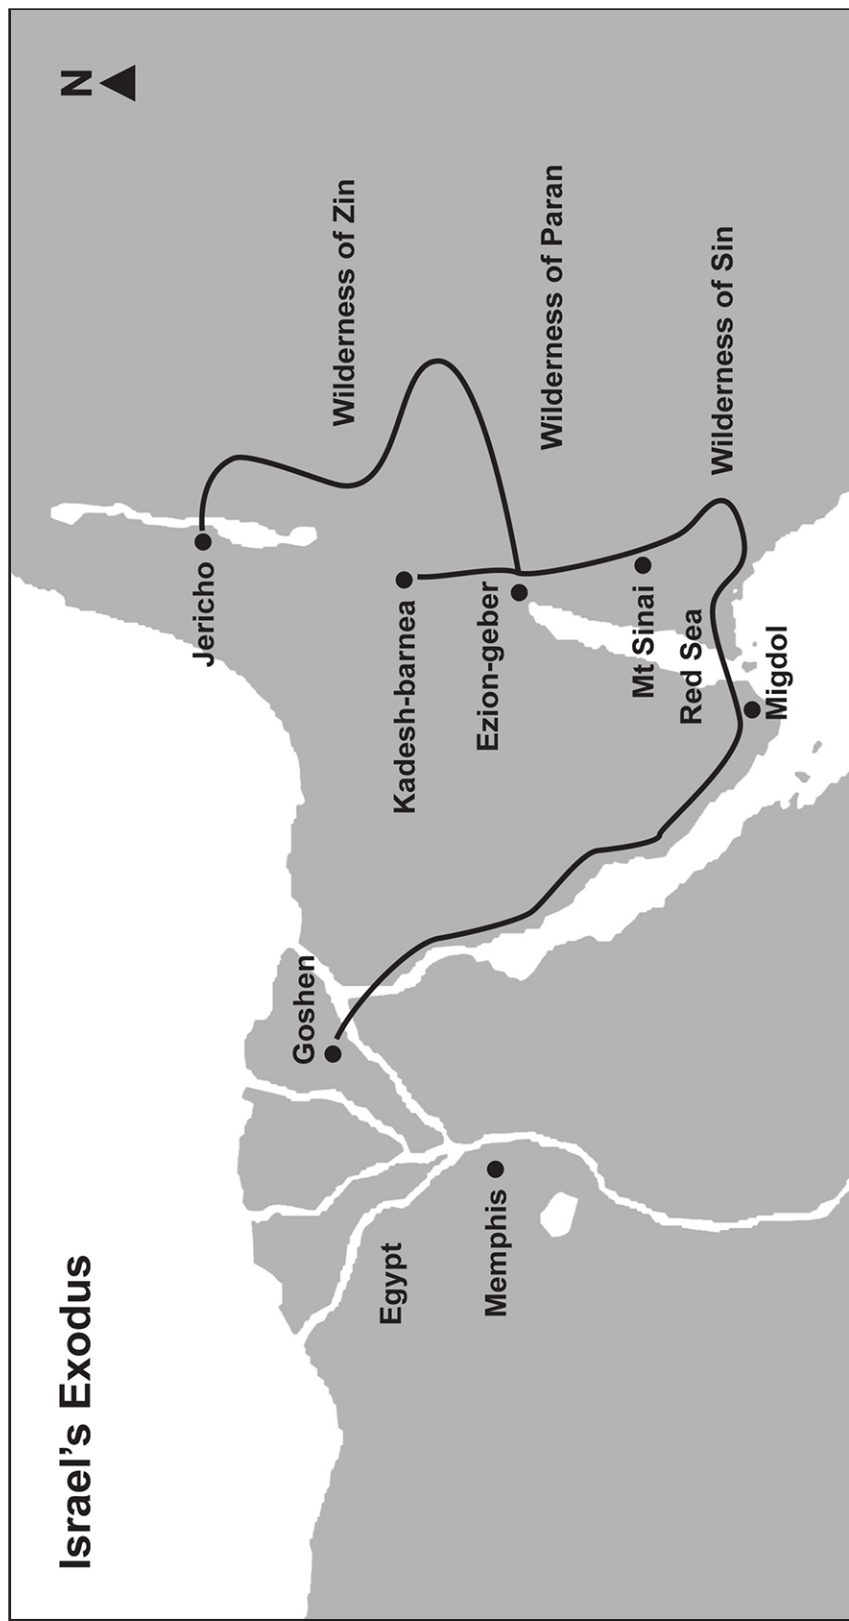 Israel's Exodus
N
Jericho
Wilderness of Zin
Goshen
Kadesh-barnea
Egypt
Ezion-geber
Wilderness of Paran
Memphis
Mt Sinai
Red Sea
Wilderness of Sin
Migdol